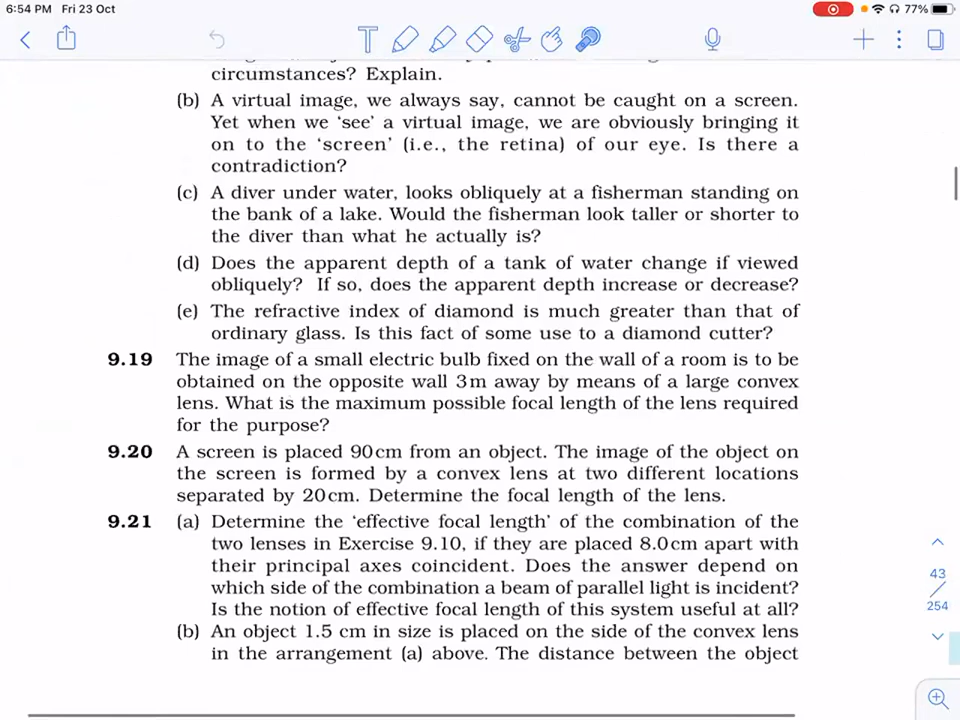 6:54 PM Fri 23 Oct
77%
circumstances? Explain.
(b) A virtual image, we always say, cannot be caught on a screen.
Yet when we ‘see’ a virtual image, we are obviously bringing it
on to the ‘screen’ (i.e., the retina) of our eye. Is there a
contradiction?
(c) A diver under water, looks obliquely at a fisherman standing on
the bank of a lake. Would the fisherman look taller or shorter to
the diver than what he actually is?
(d) Does the apparent depth of a tank of water change if viewed
obliquely? If so, does the apparent depth increase or decrease?
(e) The refractive index of diamond is much greater than that of
ordinary glass. Is this fact of some use to a diamond cutter?
9.19 The image of a small electric bulb fixed on the wall of a room is to be
obtained on the opposite wall 3m away by means of a large convex
lens. What is the maximum possible focal length of the lens required
for the purpose?
9.20 A screen is placed 90cm from an object. The image of the object on
the screen is formed by a convex lens at two different locations
separated by 20cm. Determine the focal length of the lens.
9.21 (a) Determine the ‘effective focal length’ of the combination of the
two lenses in Exercise 9.10, if they are placed 8.0cm apart with
their principal axes coincident. Does the answer depend on
which side of the combination a beam of parallel light is incident?
Is the notion of effective focal length of this system useful at all?
(b) An object 1.5 cm in size is placed on the side of the convex lens
in the arrangement (a) above. The distance between the object
43
/
254